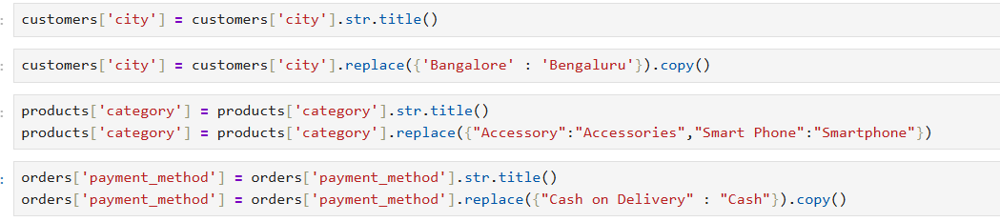 customers['city'] = customers['city'].str.title()
customers['city'] = customers['city'].replace({'Bangalore' : 'Bengaluru'}).copy()
products['category'] = products['category'].str.title()
products['category'] = products['category'].replace({"Accessory":"Accessories","Smart Phone":"Smartphone"})
orders['payment_method'] = orders['payment_method'].str.title()
orders['payment_method'] = orders['payment_method'].replace({"Cash on Delivery" : "Cash"}).copy()